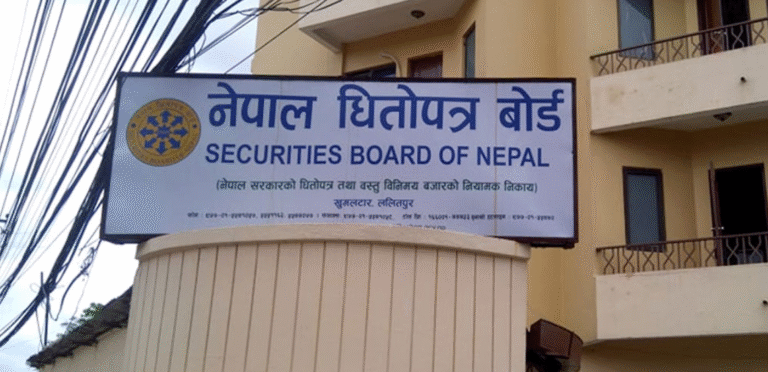 नेपाल धितोपत्र बोर्ड
SECURITIES BOARD OF NEPAL
(नेपाल सरकारको धितोपत्र तथा वस्तु विनिमय बजारको नियामक निकाय)
खुमलटार, ललितपुर